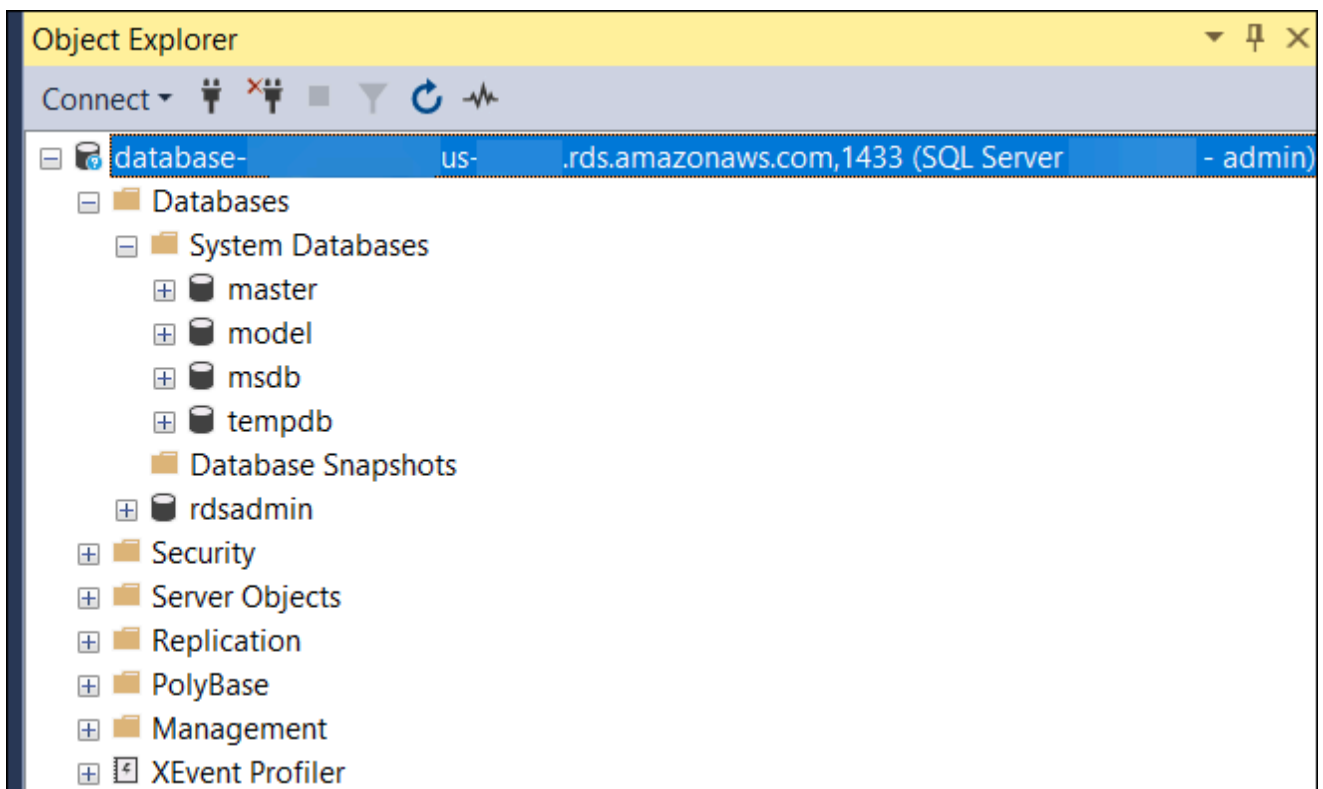 Object Explorer
Connect
database- us- .rds.amazonaws.com,1433 (SQL Server - admin)
Databases
System Databases
master
model
msdb
tempdb
Database Snapshots
rdsadmin
Security
Server Objects
Replication
PolyBase
Management
XEvent Profiler